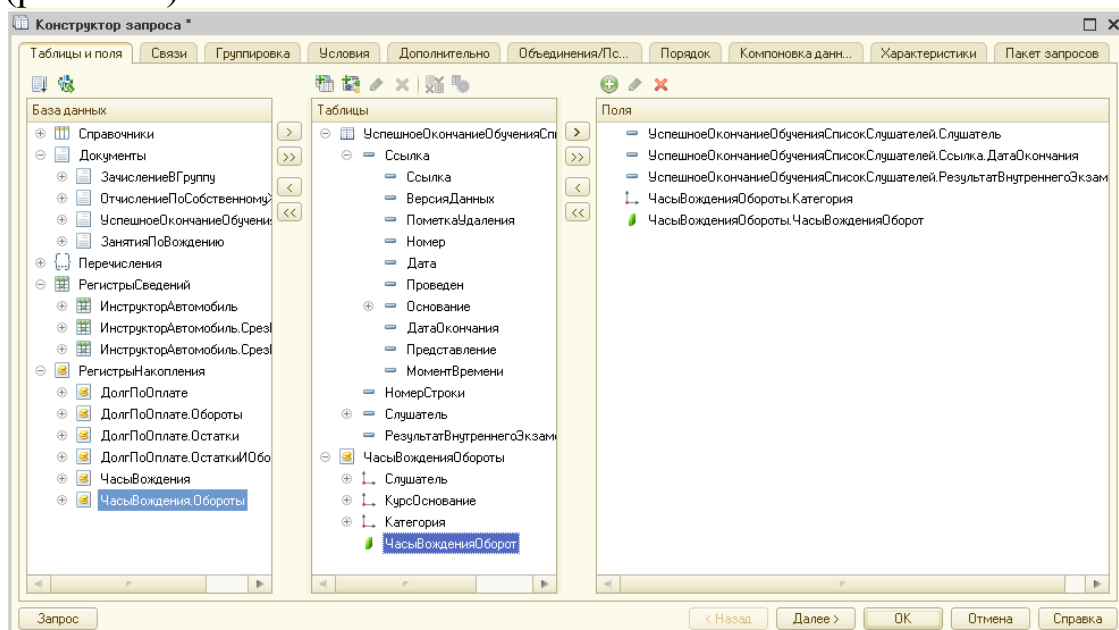 Конструктор запроса *
Таблицы и поля Связи Группировка Условия Дополнительно Объединения/Пс... Порядок Компоновка данн... Характеристики Пакет запросов
База данных
Справочники
Документы
ЗачислениеВГруппу
ОтчислениеПоСобственному
УспешноеОкончаниеОбучени
ЗанятияПоВождению
Перечисления
РегистрыСведений
ИнструкторАвтомобиль
ИнструкторАвтомобиль.Срез
ИнструкторАвтомобиль.Срез
РегистрыНакопления
ДолгПоОплате
ДолгПоОплате.Обороты
ДолгПоОплате.Остатки
ДолгПоОплате.ОстаткиИОбо
ЧасыВождения
ЧасыВождения.Обороты
>
>>
<
<<
Таблицы
УспешноеОкончаниеОбученияСпи
Ссылка
Ссылка
ВерсияДанных
ПометкаУдаления
Номер
Дата
Проведен
Основание
ДатаОкончания
Представление
МоментВремени
НомерСтроки
Слушатель
РезультатВнутреннегоЭкзам
ЧасыВожденияОбороты
Слушатель
КурсОснование
Категория
ЧасыВожденияОборот
>
>>
<
<<
Поля
УспешноеОкончаниеОбученияСписокСлушателей.Слушатель
УспешноеОкончаниеОбученияСписокСлушателей.Ссылка.ДатаОкончания
УспешноеОкончаниеОбученияСписокСлушателей.РезультатВнутреннегоЭкзам
ЧасыВожденияОбороты.Категория
ЧасыВожденияОбороты.ЧасыВожденияОборот
Запрос < Назад Далее > ОК Отмена Справка